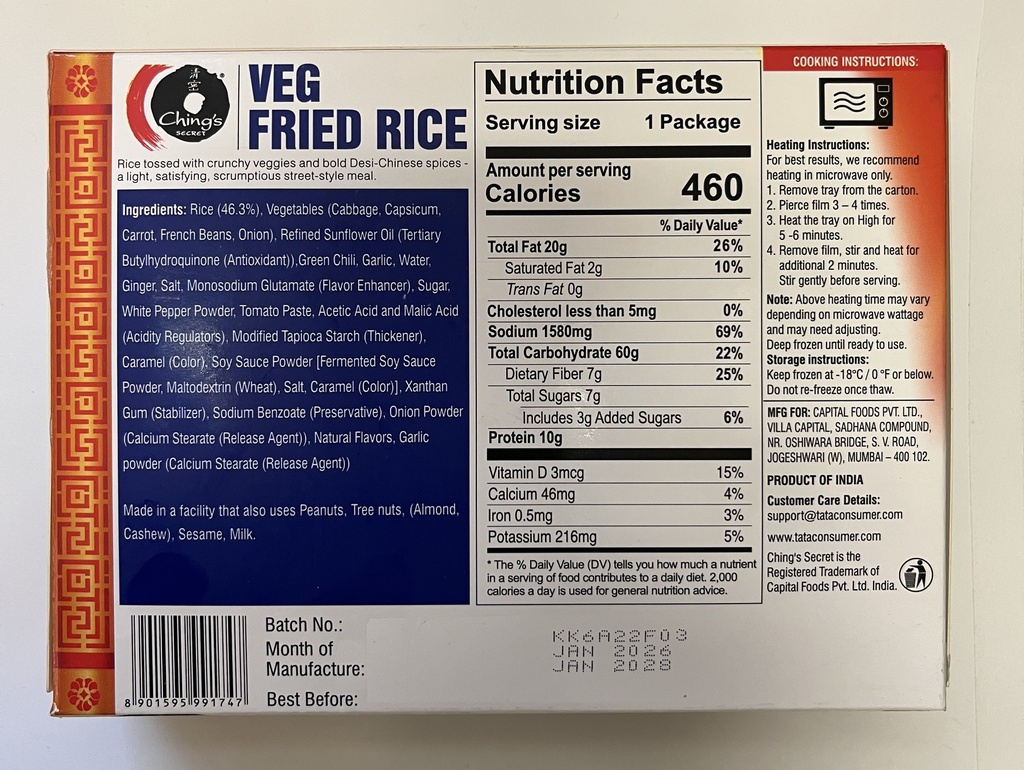 清
窓
Ching's
SECRET
VEG
FRIED RICE
Rice tossed with crunchy veggies and bold Desi-Chinese spices -
a light, satisfying, scrumptious street-style meal.
Ingredients: Rice (46.3%), Vegetables (Cabbage, Capsicum,
Carrot, French Beans, Onion), Refined Sunflower Oil (Tertiary
Butylhydroquinone (Antioxidant)),Green Chili, Garlic, Water,
Ginger, Salt, Monosodium Glutamate (Flavor Enhancer), Sugar,
White Pepper Powder, Tomato Paste, Acetic Acid and Malic Acid
(Acidity Regulators), Modified Tapioca Starch (Thickener),
Caramel (Color), Soy Sauce Powder [Fermented Soy Sauce
Powder, Maltodextrin (Wheat), Salt, Caramel (Color)], Xanthan
Gum (Stabilizer), Sodium Benzoate (Preservative), Onion Powder
(Calcium Stearate (Release Agent)), Natural Flavors, Garlic
powder (Calcium Stearate (Release Agent))
Made in a facility that also uses Peanuts, Tree nuts, (Almond,
Cashew), Sesame, Milk.
8 901595 991747
Batch No.:
Month of
Manufacture:
Best Before:
KK6A22F03
JAN 2026
JAN 2028
Nutrition Facts
Serving size 1 Package
Amount per serving
Calories 460
% Daily Value*
Total Fat 20g 26%
Saturated Fat 2g 10%
Trans Fat 0g
Cholesterol less than 5mg 0%
Sodium 1580mg 69%
Total Carbohydrate 60g 22%
Dietary Fiber 7g 25%
Total Sugars 7g
Includes 3g Added Sugars 6%
Protein 10g
Vitamin D 3mcg 15%
Calcium 46mg 4%
Iron 0.5mg 3%
Potassium 216mg 5%
* The % Daily Value (DV) tells you how much a nutrient
in a serving of food contributes to a daily diet. 2,000
calories a day is used for general nutrition advice.
COOKING INSTRUCTIONS:
Heating Instructions:
For best results, we recommend
heating in microwave only.
1. Remove tray from the carton.
2. Pierce film 3 – 4 times.
3. Heat the tray on High for
5 -6 minutes.
4. Remove film, stir and heat for
additional 2 minutes.
Stir gently before serving.
Note: Above heating time may vary
depending on microwave wattage
and may need adjusting.
Deep frozen until ready to use.
Storage instructions:
Keep frozen at -18°C / 0 °F or below.
Do not re-freeze once thaw.
MFG FOR: CAPITAL FOODS PVT. LTD.,
VILLA CAPITAL, SADHANA COMPOUND,
NR. OSHIWARA BRIDGE, S. V. ROAD,
JOGESHWARI (W), MUMBAI – 400 102.
PRODUCT OF INDIA
Customer Care Details:
support@tataconsumer.com
www.tataconsumer.com
Ching's Secret is the
Registered Trademark of
Capital Foods Pvt. Ltd. India.